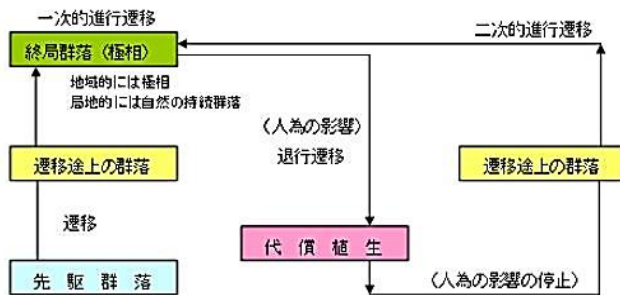 一次的進行遷移
二次的進行遷移
終局群落（極相）
地域的には極相
局地的には自然の持続群落
（人為の影響）
退行遷移
遷移途上の群落
遷移途上の群落
遷移
代償植生
先駆群落
（人為の影響の停止）